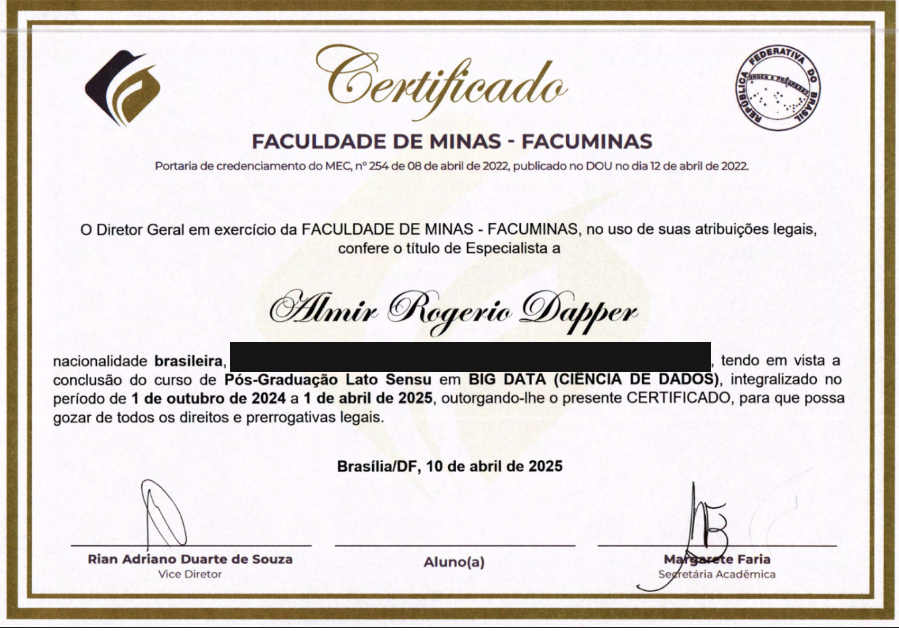 Certificado
REPÚBLICA FEDERATIVA DO BRASIL
ORDEM E PROGRESSO
FACULDADE DE MINAS - FACUMINAS
Portaria de credenciamento do MEC, nº 254 de 08 de abril de 2022, publicado no DOU no dia 12 de abril de 2022.
O Diretor Geral em exercício da FACULDADE DE MINAS - FACUMINAS, no uso de suas atribuições legais,
confere o título de Especialista a
Almir Rogerio Dapper
nacionalidade brasileira, , tendo em vista a
conclusão do curso de Pós-Graduação Lato Sensu em BIG DATA (CIÊNCIA DE DADOS), integralizado no
período de 1 de outubro de 2024 a 1 de abril de 2025, outorgando-lhe o presente CERTIFICADO, para que possa
gozar de todos os direitos e prerrogativas legais.
Brasília/DF, 10 de abril de 2025
Rian Adriano Duarte de Souza
Vice Diretor
Aluno(a)
Margarete Faria
Secretária Acadêmica